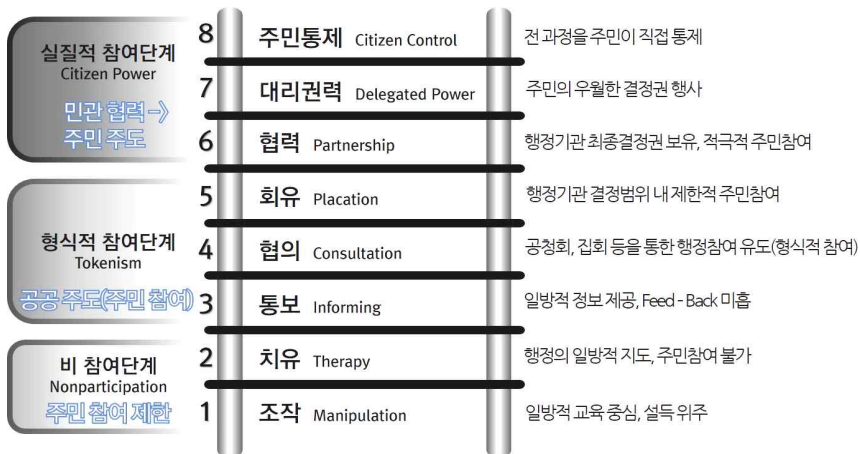 실질적 참여단계
Citizen Power
민관 협력 –>
주민 주도
8 주민통제 Citizen Control 전 과정을 주민이 직접 통제
7 대리권력 Delegated Power 주민의 우월한 결정권 행사
6 협력 Partnership 행정기관 최종결정권 보유, 적극적 주민참여
형식적 참여단계
Tokenism
공공 주도(주민 참여)
5 회유 Placation 행정기관 결정범위 내 제한적 주민참여
4 협의 Consultation 공청회, 집회 등을 통한 행정참여 유도(형식적 참여)
3 통보 Informing 일방적 정보 제공, Feed - Back 미흡
비 참여단계
Nonparticipation
주민 참여 제한
2 치유 Therapy 행정의 일방적 지도, 주민참여 불가
1 조작 Manipulation 일방적 교육 중심, 설득 위주